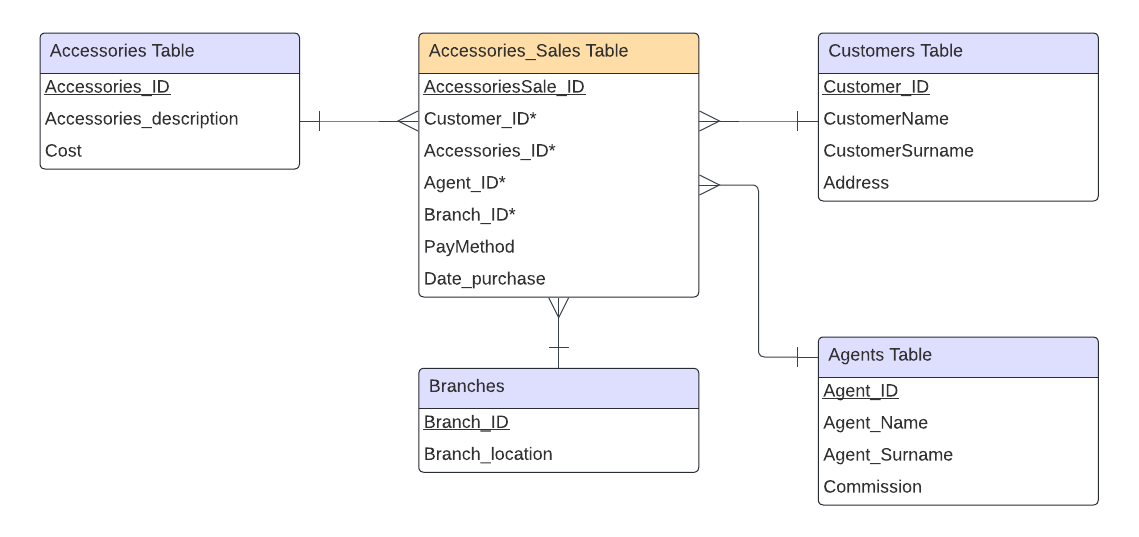 Accessories Table
Accessories_ID
Accessories_description
Cost
Accessories_Sales Table
AccessoriesSale_ID
Customer_ID*
Accessories_ID*
Agent_ID*
Branch_ID*
PayMethod
Date_purchase
Customers Table
Customer_ID
CustomerName
CustomerSurname
Address
Branches
Branch_ID
Branch_location
Agents Table
Agent_ID
Agent_Name
Agent_Surname
Commission